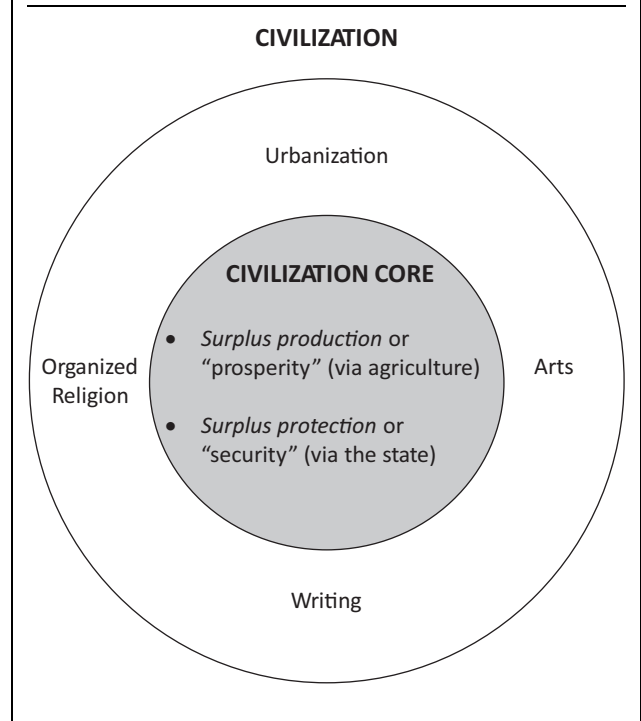 CIVILIZATION
Urbanization
CIVILIZATION CORE
• Surplus production or
“prosperity” (via agriculture)
• Surplus protection or
“security” (via the state)
Organized
Religion
Arts
Writing